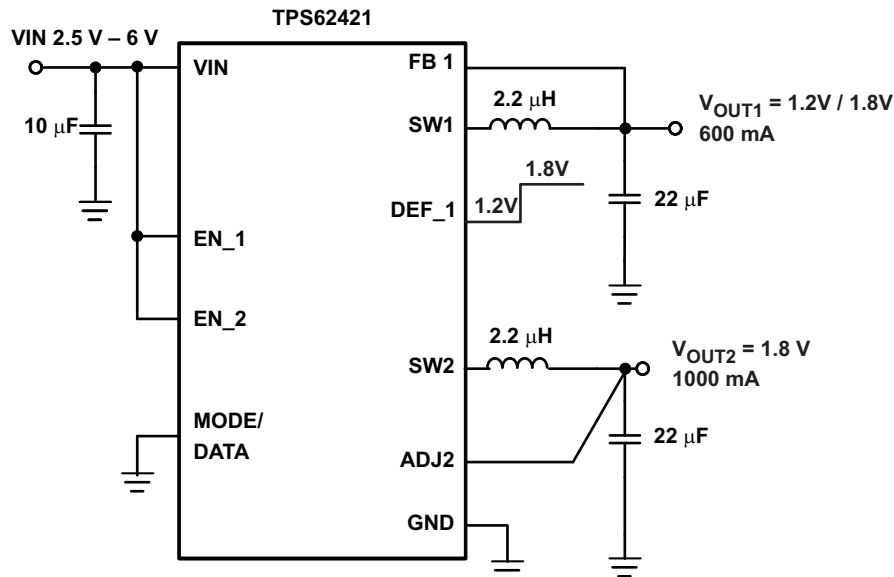 TPS62421
VIN 2.5 V – 6 V
VIN
FB 1
10 μF
2.2 μH
SW1
V_OUT1 = 1.2V / 1.8V
600 mA
1.8V
1.2V
DEF_1
22 μF
EN_1
EN_2
2.2 μH
SW2
V_OUT2 = 1.8 V
1000 mA
MODE/
DATA
22 μF
ADJ2
GND